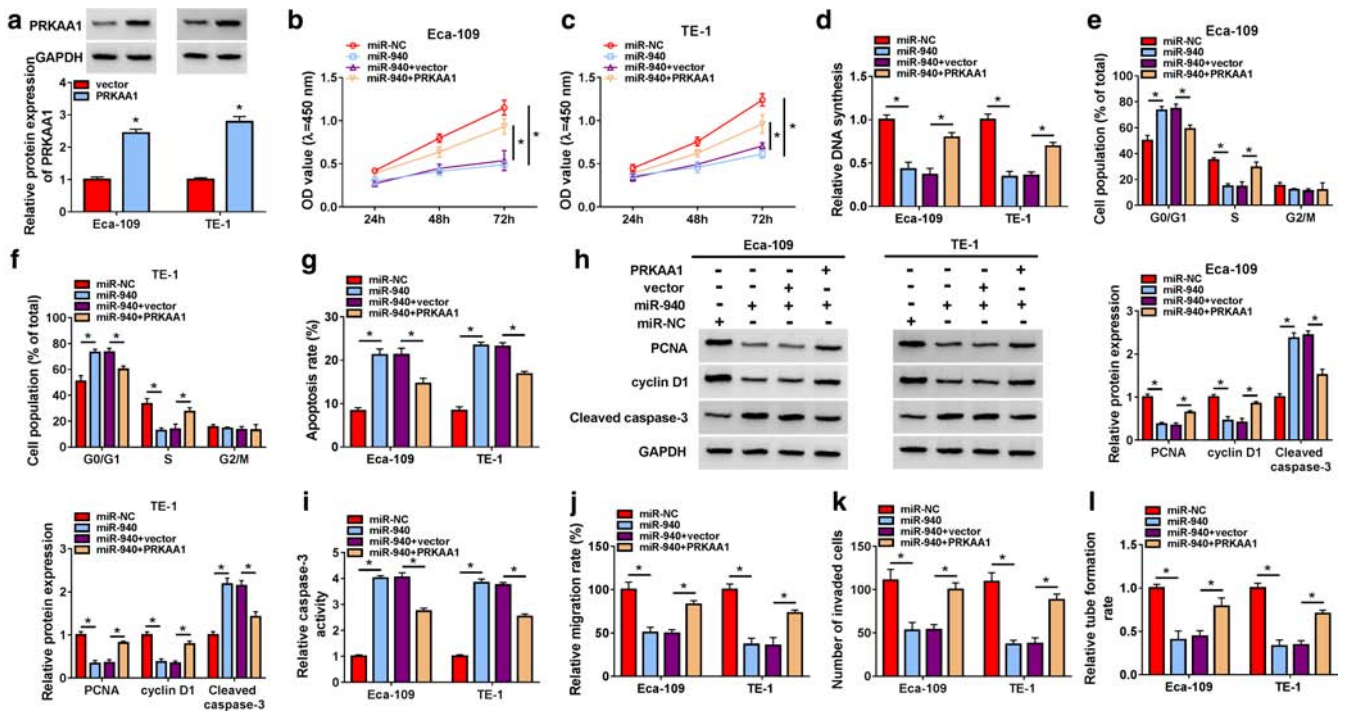 a
PRKAA1
GAPDH
Relative protein expression
of PRKAA1
vector
PRKAA1
4
3
2
1
0
*
*
Eca-109
TE-1
b
Eca-109
miR-NC
miR-940
miR-940+vector
miR-940+PRKAA1
OD value (λ=450 nm)
1.5
1.0
0.5
0.0
24h
48h
72h
*
*
c
TE-1
miR-NC
miR-940
miR-940+vector
miR-940+PRKAA1
OD value (λ=450 nm)
1.5
1.0
0.5
0.0
24h
48h
72h
*
*
d
miR-NC
miR-940
miR-940+vector
miR-940+PRKAA1
Relative DNA synthesis
1.5
1.0
0.5
0.0
*
*
*
*
Eca-109
TE-1
e
Eca-109
miR-NC
miR-940
miR-940+vector
miR-940+PRKAA1
Cell population (% of total)
100
80
60
40
20
0
*
*
*
*
G0/G1
S
G2/M
f
TE-1
miR-NC
miR-940
miR-940+vector
miR-940+PRKAA1
Cell population (% of total)
100
80
60
40
20
0
*
*
*
*
G0/G1
S
G2/M
g
miR-NC
miR-940
miR-940+vector
miR-940+PRKAA1
Apoptosis rate (%)
40
30
20
10
0
*
*
*
*
Eca-109
TE-1
h
Eca-109
TE-1
PRKAA1 - - - + - - - +
vector - - + - - - + -
miR-940 - + + + - + + +
miR-NC + - - - + - - -
PCNA
cyclin D1
Cleaved caspase-3
GAPDH
Eca-109
miR-NC
miR-940
miR-940+vector
miR-940+PRKAA1
Relative protein expression
3
2
1
0
*
*
*
*
*
*
PCNA
cyclin D1
Cleaved
caspase-3
TE-1
miR-NC
miR-940
miR-940+vector
miR-940+PRKAA1
Relative protein expression
3
2
1
0
*
*
*
*
*
*
PCNA
cyclin D1
Cleaved
caspase-3
i
miR-NC
miR-940
miR-940+vector
miR-940+PRKAA1
Relative caspase-3
activity
5
4
3
2
1
0
*
*
*
*
Eca-109
TE-1
j
miR-NC
miR-940
miR-940+vector
miR-940+PRKAA1
Relative migration rate (%)
150
100
50
0
*
*
*
*
Eca-109
TE-1
k
miR-NC
miR-940
miR-940+vector
miR-940+PRKAA1
Number of invaded cells
150
100
50
0
*
*
*
*
Eca-109
TE-1
l
miR-NC
miR-940
miR-940+vector
miR-940+PRKAA1
Relative tube formation
rate
1.5
1.0
0.5
0.0
*
*
*
*
Eca-109
TE-1